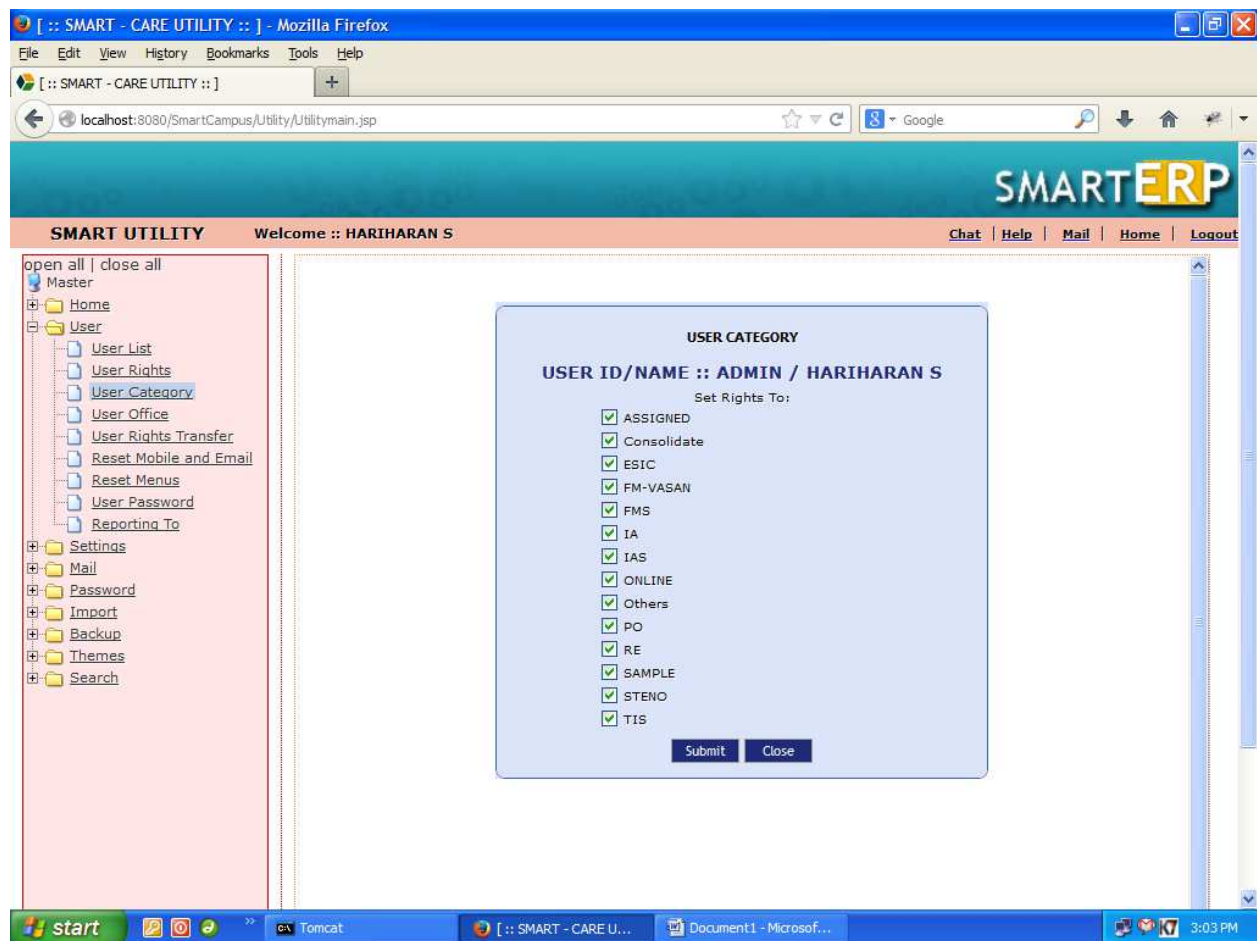 [ :: SMART - CARE UTILITY :: ] - Mozilla Firefox
File Edit View History Bookmarks Tools Help
[ :: SMART - CARE UTILITY :: ]
localhost:8080/SmartCampus/Utility/Utilitymain.jsp
8 Google
SMARTERP
SMART UTILITY Welcome :: HARIHARAN S Chat | Help | Mail | Home | Logout
open all | close all
Master
Home
User
User List
User Rights
User Category
User Office
User Rights Transfer
Reset Mobile and Email
Reset Menus
User Password
Reporting To
Settings
Mail
Password
Import
Backup
Themes
Search
USER CATEGORY
USER ID/NAME :: ADMIN / HARIHARAN S
Set Rights To:
ASSIGNED
Consolidate
ESIC
FM-VASAN
FMS
IA
IAS
ONLINE
Others
PO
RE
SAMPLE
STENO
TIS
Submit Close
start Tomcat [ :: SMART - CARE U... Document1 - Microsof... K7 3:03 PM